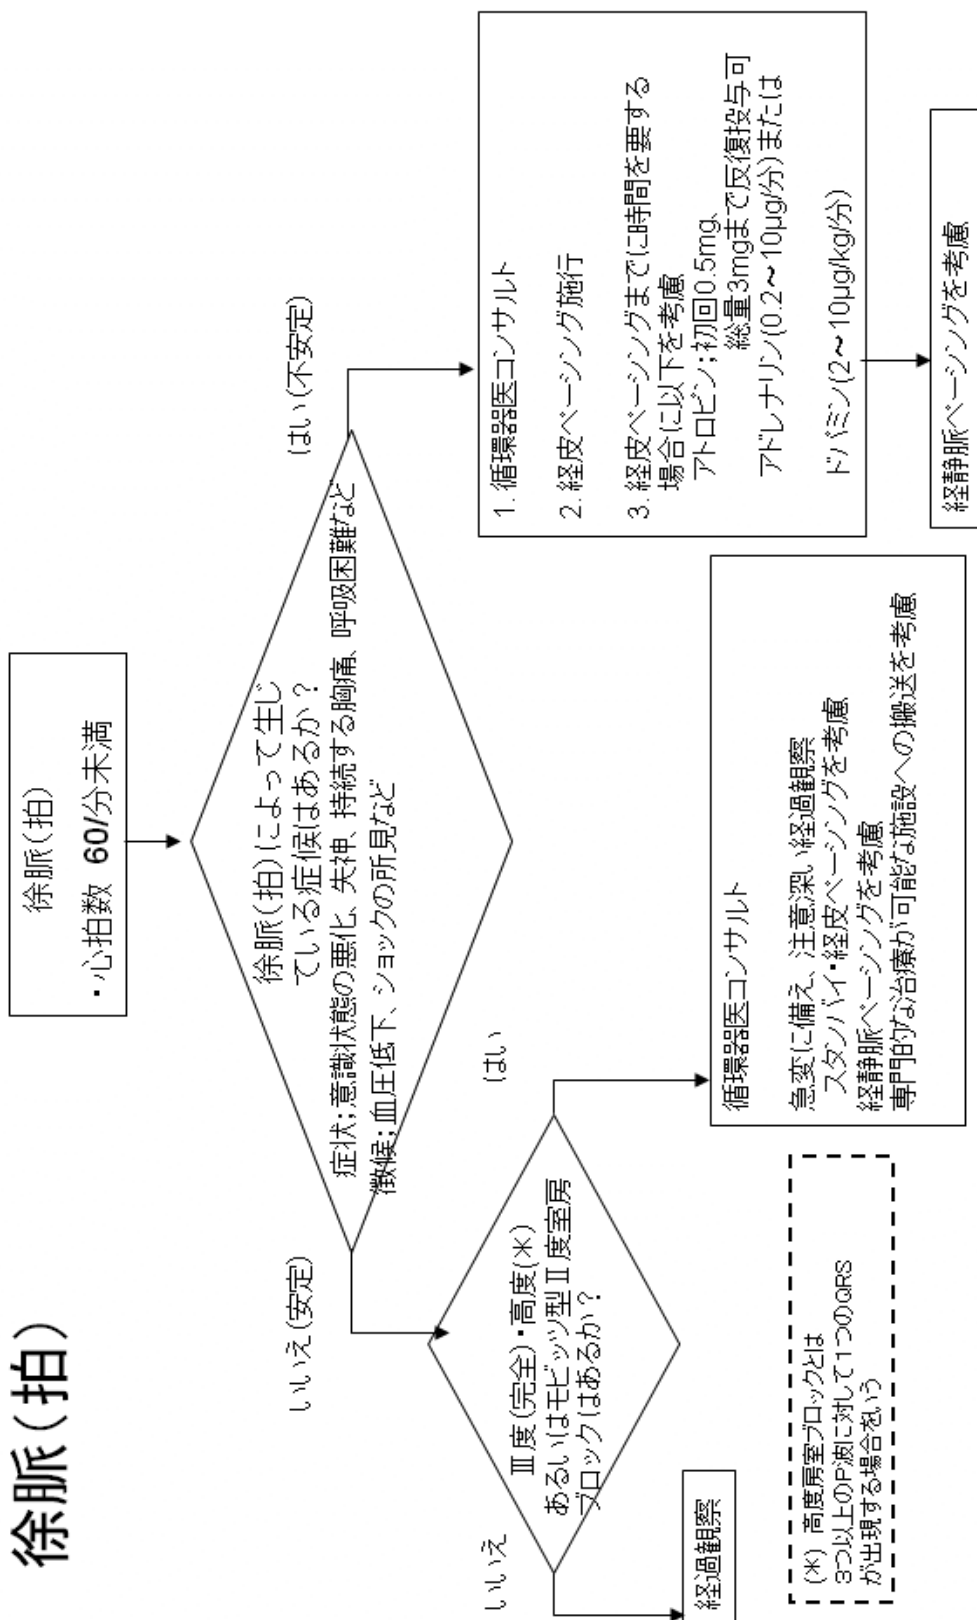 徐脈(拍)
徐脈(拍)
・心拍数 60/分未満
徐脈(拍)によって生じ
ている症候はあるか?
症状;意識状態の悪化、失神、持続する胸痛、呼吸困難など
徴候;血圧低下、ショックの所見など
いいえ(安定)
はい(不安定)
Ⅲ度(完全)・高度(*)
あるいはモビッツ型Ⅱ度室房
ブロックはあるか?
いいえ
はい
経過観察
循環器医コンサルト
急変に備え、注意深い経過観察
スタンバイ・経皮ペーシングを考慮
経静脈ペーシングを考慮
専門的な治療が可能な施設への搬送を考慮
1. 循環器医コンサルト
2. 経皮ペーシング施行
3. 経皮ペーシングまでに時間を要する
場合に以下を考慮
アトロピン;初回0.5mg、
総量3mgまで反復投与可
アドレナリン(0.2~10μg/分)または
ドパミン(2~10μg/kg/分)
経静脈ペーシングを考慮
(*) 高度房室ブロックとは
3つ以上のP波に対して1つのQRS
が出現する場合をいう